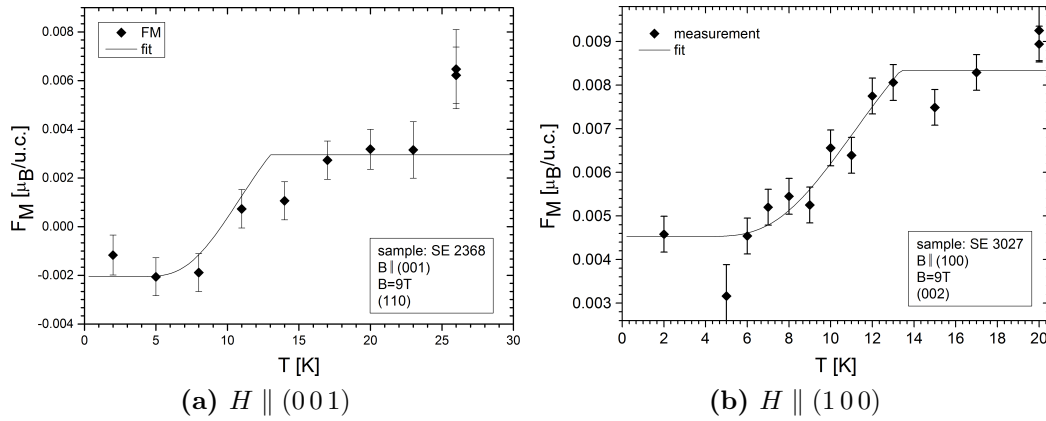 0.008
0.006
0.004
0.002
0.000
-0.002
-0.004
F_M [μ_B/u.c.]
FM
fit
sample: SE 2368
B ∥ (001)
B=9T
(110)
0 5 10 15 20 25 30
T [K]
(a) H ∥ (0 0 1)
0.009
0.008
0.007
0.006
0.005
0.004
0.003
F_M [μ_B/u.c.]
measurement
fit
sample: SE 3027
B ∥ (100)
B=9T
(002)
0 2 4 6 8 10 12 14 16 18 20
T [K]
(b) H ∥ (1 0 0)